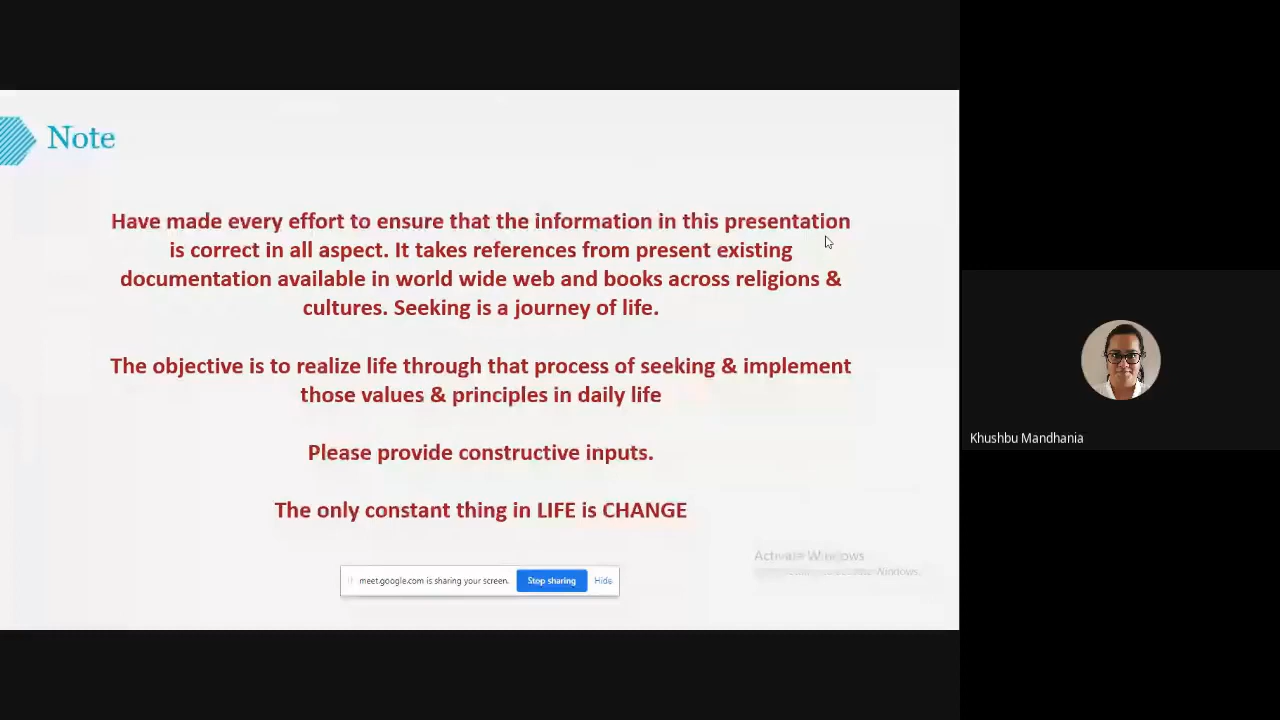 Note
Have made every effort to ensure that the information in this presentation
is correct in all aspect. It takes references from present existing
documentation available in world wide web and books across religions &
cultures. Seeking is a journey of life.
The objective is to realize life through that process of seeking & implement
those values & principles in daily life
Please provide constructive inputs.
The only constant thing in LIFE is CHANGE
Activate Windows
Windows.
meet.google.com is sharing your screen.
Stop sharing
Hide
Khushbu Mandhania